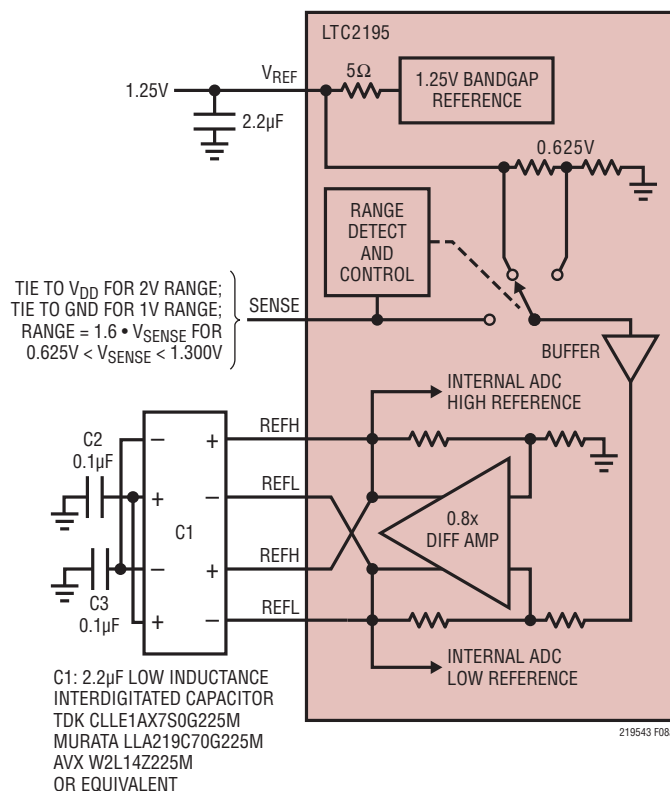 LTC2195
VREF
1.25V
5Ω
1.25V BANDGAP
REFERENCE
2.2µF
0.625V
RANGE
DETECT
AND
CONTROL
TIE TO VDD FOR 2V RANGE;
TIE TO GND FOR 1V RANGE;
RANGE = 1.6 • VSENSE FOR
0.625V < VSENSE < 1.300V
SENSE
BUFFER
INTERNAL ADC
HIGH REFERENCE
C2
0.1µF
– +
REFH
+ –
REFL
C1
0.8x
DIFF AMP
– +
REFH
C3
0.1µF
+ –
REFL
INTERNAL ADC
LOW REFERENCE
C1: 2.2µF LOW INDUCTANCE
INTERDIGITATED CAPACITOR
TDK CLLE1AX7S0G225M
MURATA LLA219C70G225M
AVX W2L14Z225M
OR EQUIVALENT
219543 F08